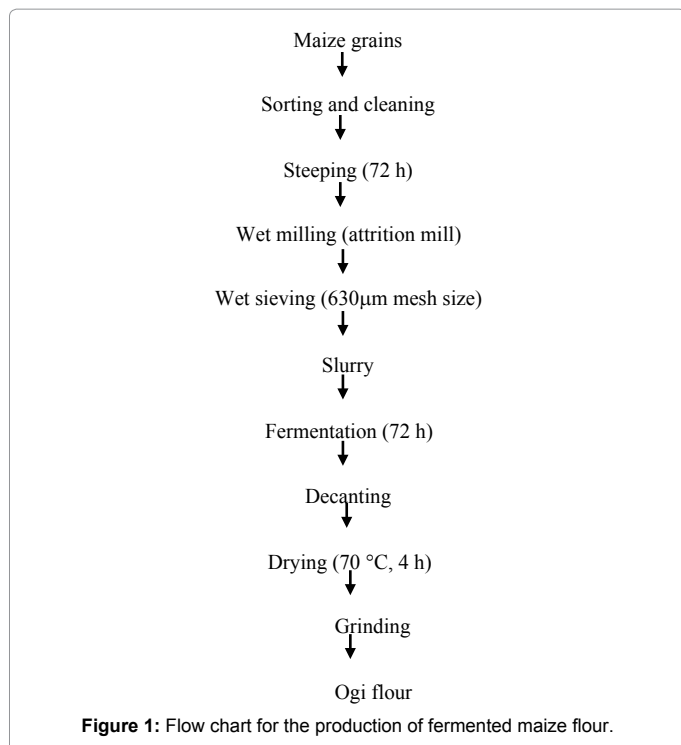 Maize grains
Sorting and cleaning
Steeping (72 h)
Wet milling (attrition mill)
Wet sieving (630µm mesh size)
Slurry
Fermentation (72 h)
Decanting
Drying (70 °C, 4 h)
Grinding
Ogi flour
Figure 1: Flow chart for the production of fermented maize flour.